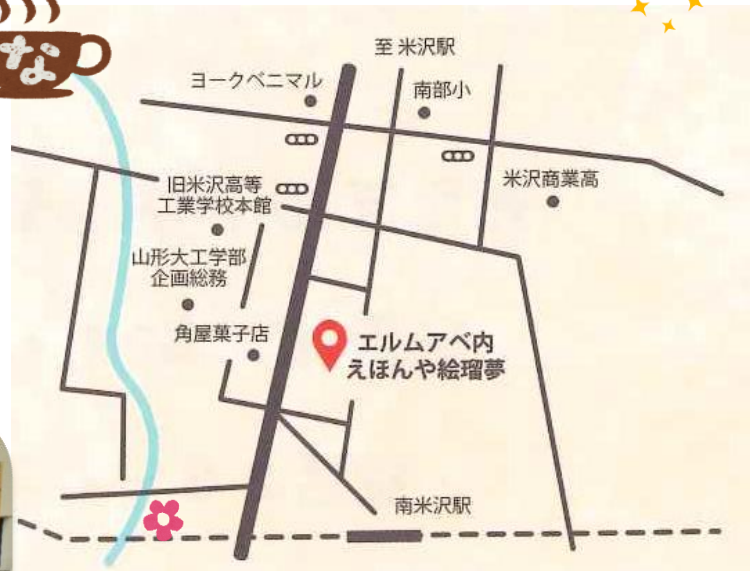 な
至 米沢駅
ヨークベニマル
南部小
米沢商業高
旧米沢高等
工業学校本館
山形大工学部
企画総務
角屋菓子店
エルムアベ内
えほんや絵瑠夢
南米沢駅